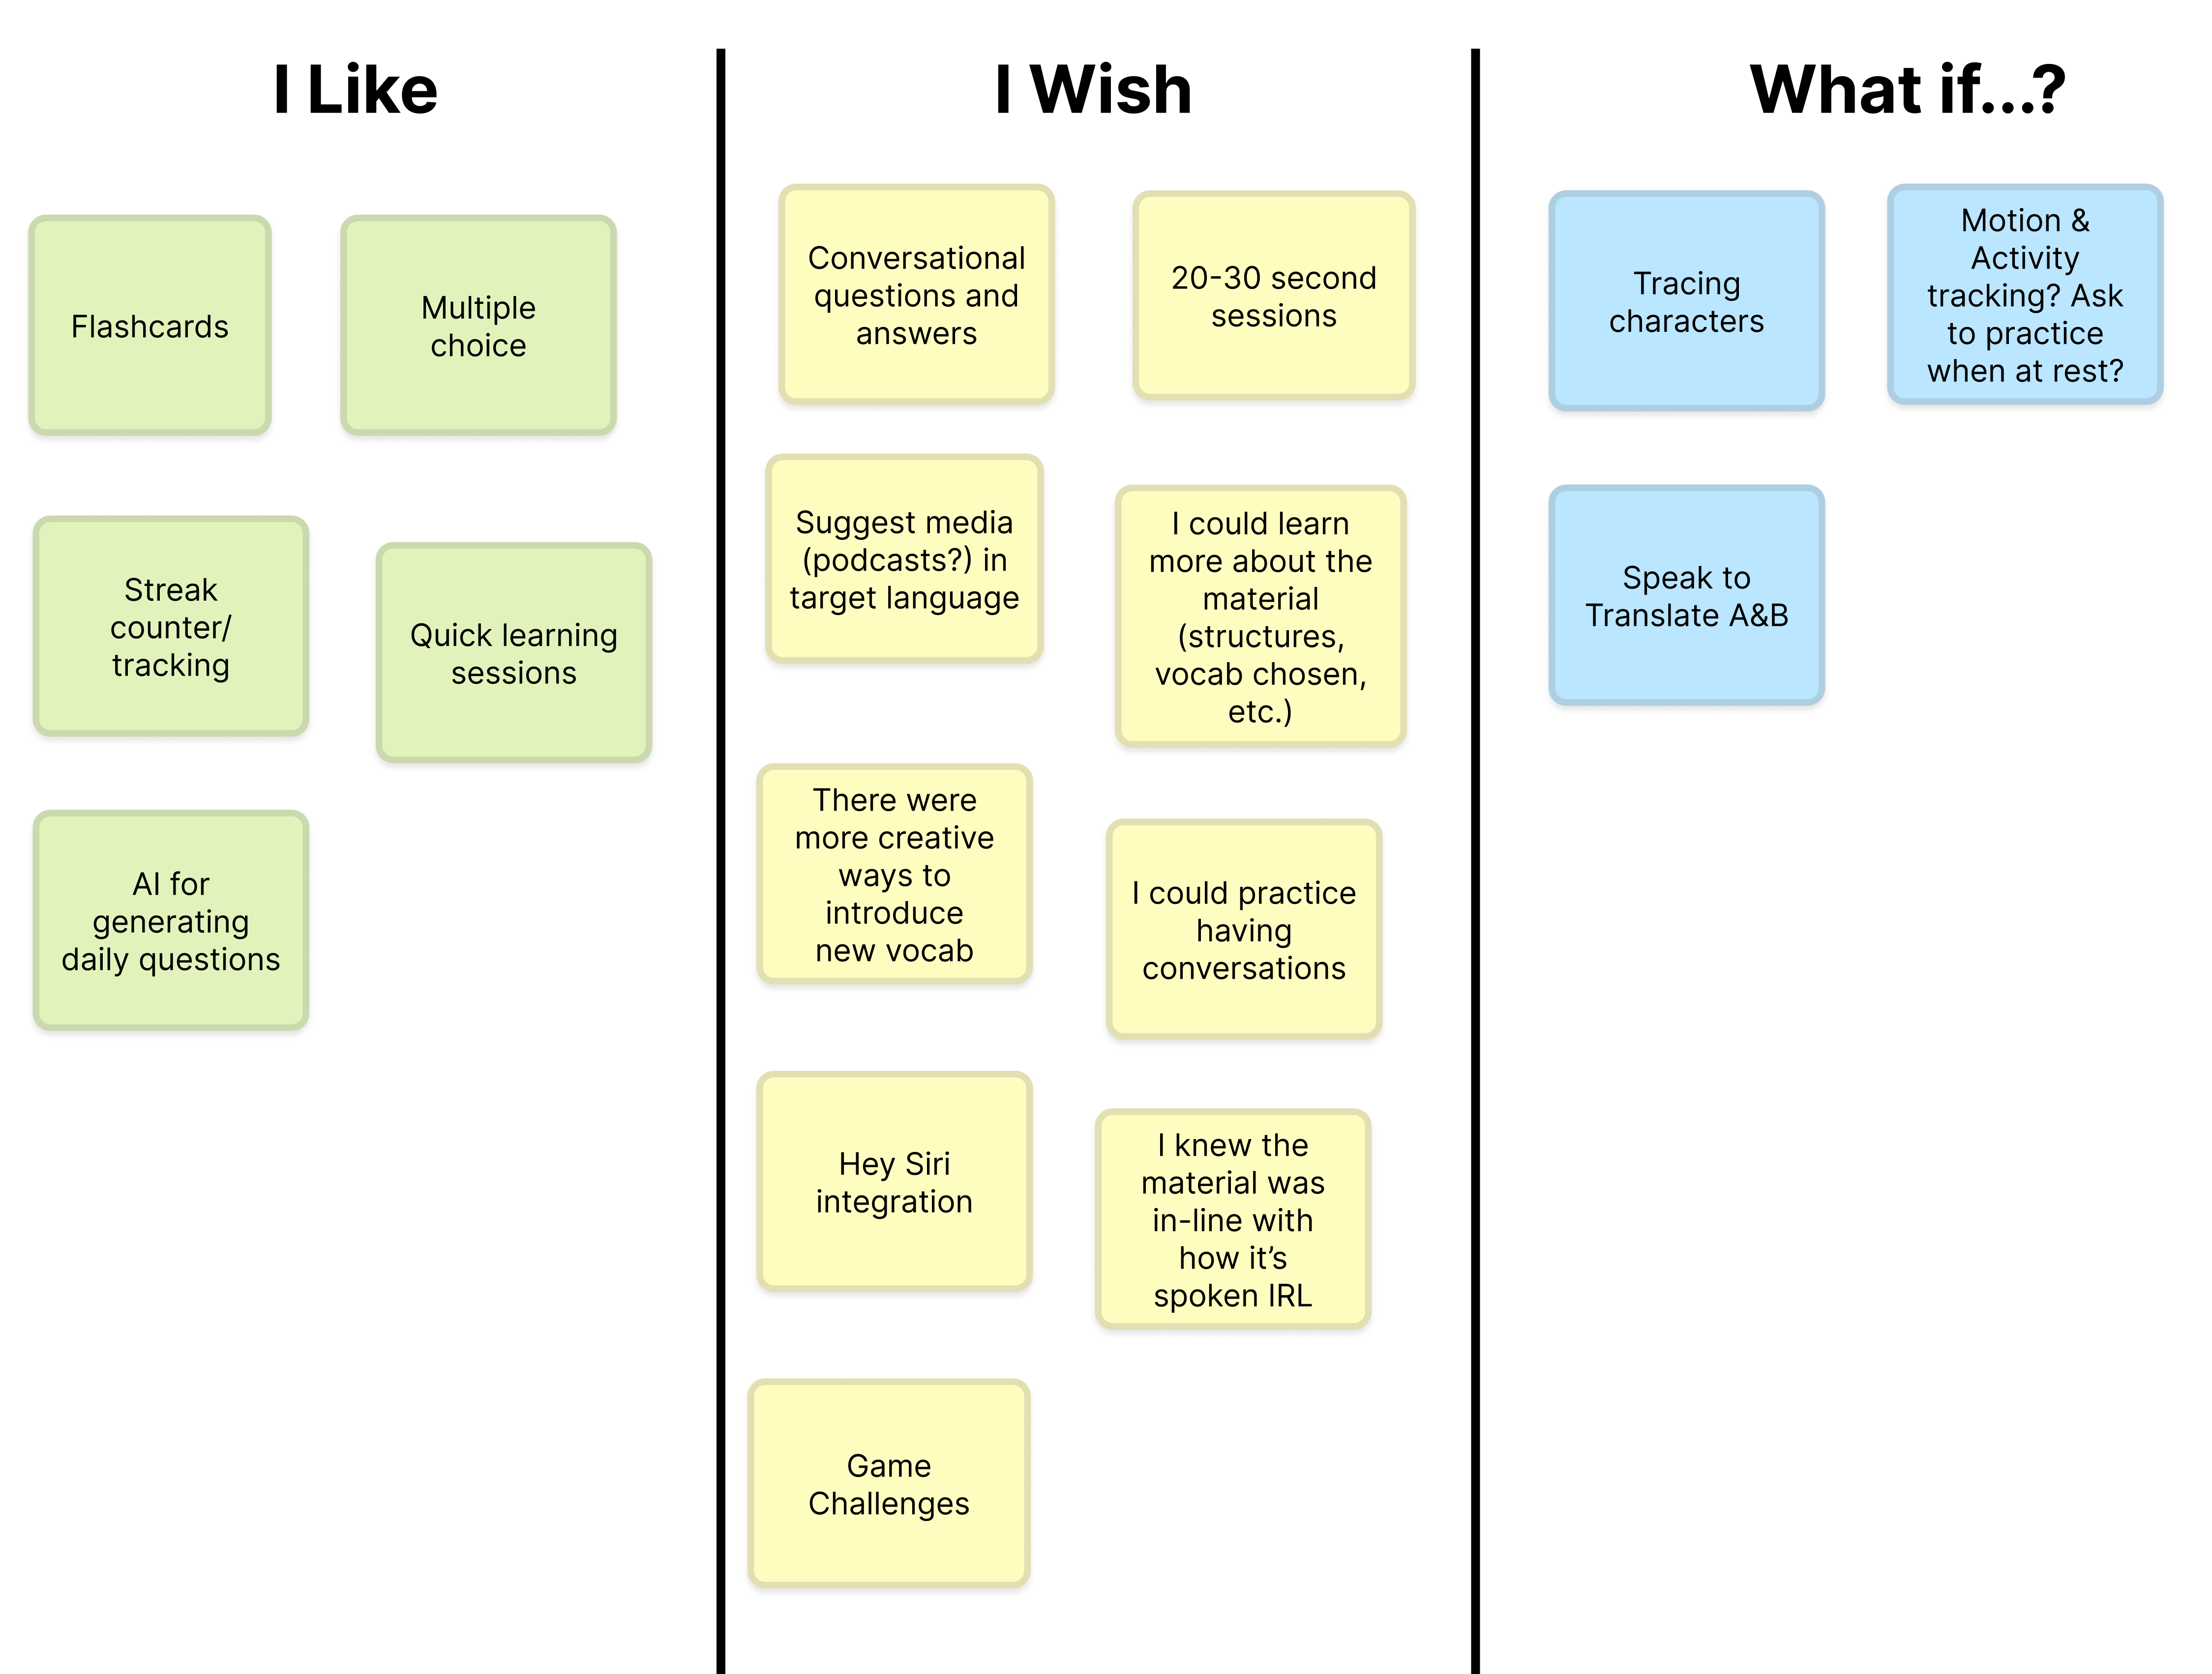 I Like
Flashcards
Multiple
choice
Streak
counter/
tracking
Quick learning
sessions
AI for
generating
daily questions
I Wish
Conversational
questions and
answers
20-30 second
sessions
Suggest media
(podcasts?) in
target language
I could learn
more about the
material
(structures,
vocab chosen,
etc.)
There were
more creative
ways to
introduce
new vocab
I could practice
having
conversations
Hey Siri
integration
I knew the
material was
in-line with
how it’s
spoken IRL
Game
Challenges
What if...?
Tracing
characters
Motion &
Activity
tracking? Ask
to practice
when at rest?
Speak to
Translate A&B